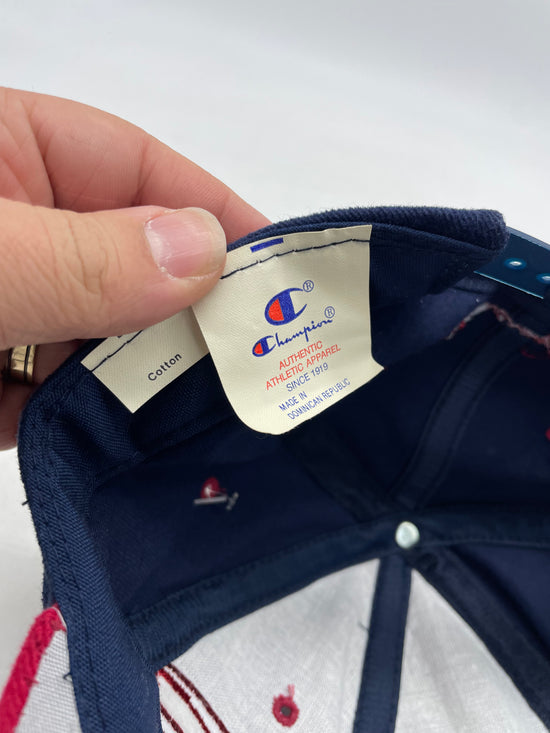 ®
Champion®
AUTHENTIC
ATHLETIC APPAREL
SINCE 1919
MADE IN
DOMINICAN REPUBLIC
Cotton